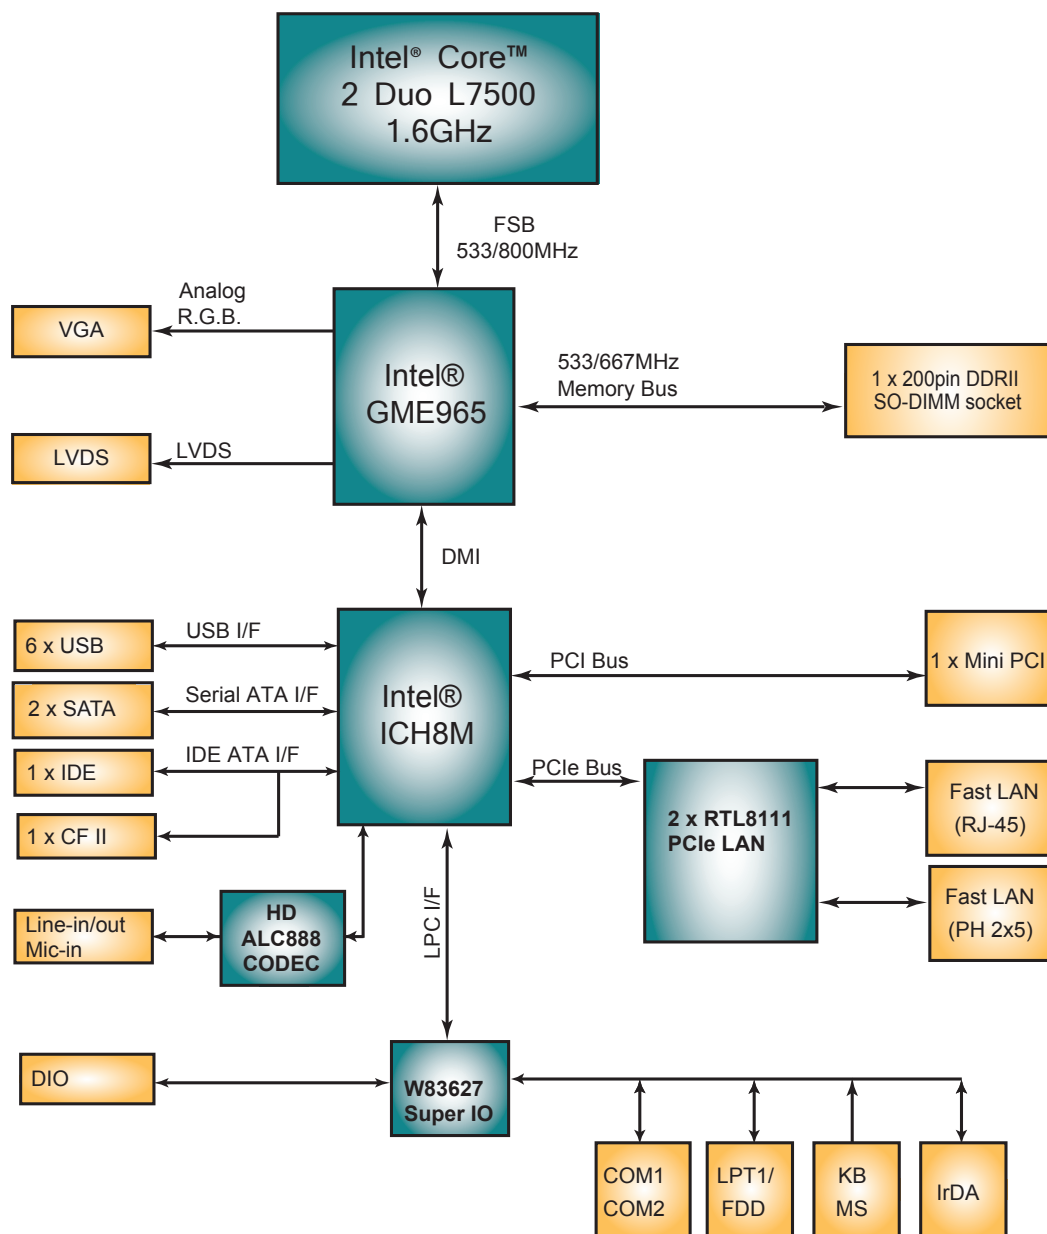 Intel® Core™
2 Duo L7500
1.6GHz
FSB
533/800MHz
Analog
R.G.B.
VGA
Intel®
GME965
533/667MHz
Memory Bus
1 x 200pin DDRII
SO-DIMM socket
LVDS
LVDS
DMI
6 x USB
USB I/F
2 x SATA
Serial ATA I/F
1 x IDE
IDE ATA I/F
1 x CF II
Intel®
ICH8M
PCI Bus
1 x Mini PCI
PCIe Bus
2 x RTL8111
PCIe LAN
Fast LAN
(RJ-45)
Fast LAN
(PH 2x5)
Line-in/out
Mic-in
HD
ALC888
CODEC
LPC I/F
DIO
W83627
Super IO
COM1
COM2
LPT1/
FDD
KB
MS
IrDA